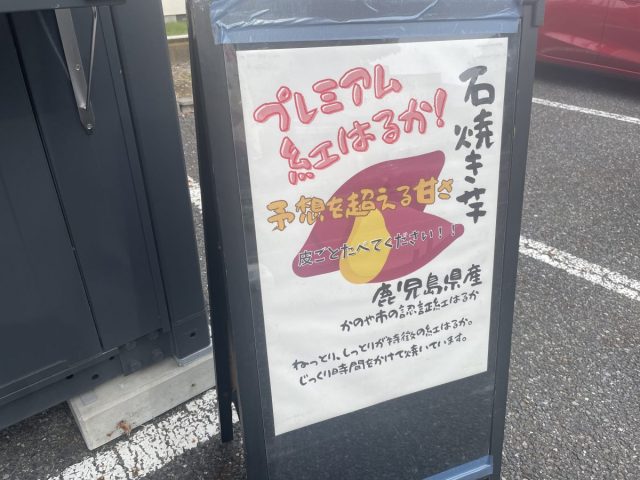 石焼き芋
プレミアム
紅はるか!
予想を超える甘さ
皮ごとたべてください!!
鹿児島県産
かのや市の認証紅はるか
ねっとり、しっとりが特徴の紅はるか。
じっくり時間をかけて焼いています。